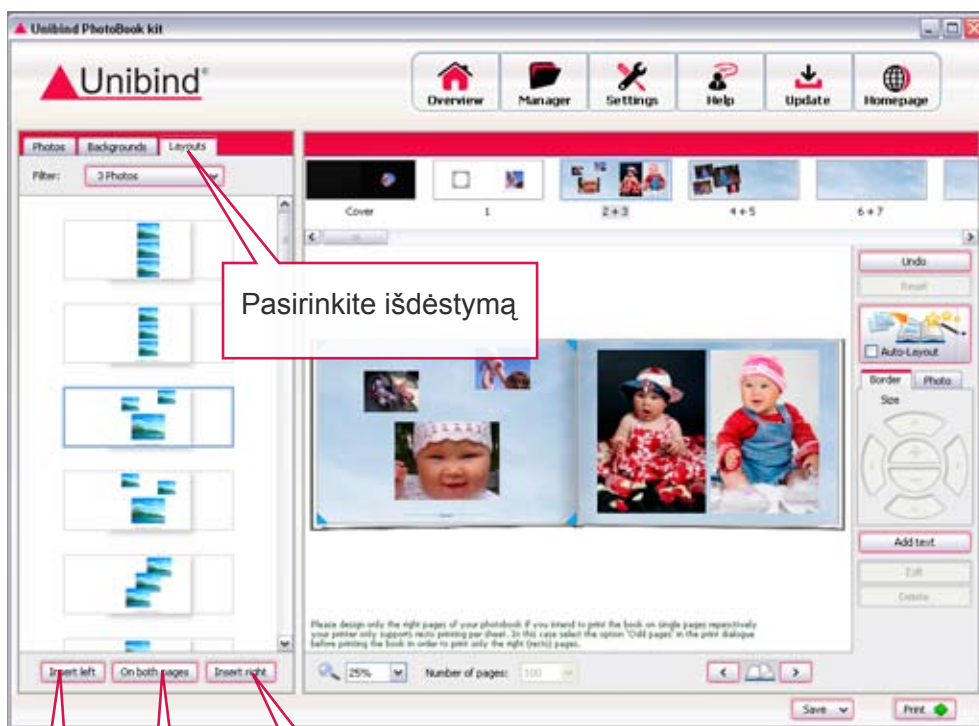 Unibind PhotoBook kit
Unibind®
Overview Manager Settings Help Update Homepage
Photos Backgrounds Layouts
Filter: 3 Photos
Cover 1 2 + 3 4 + 5 6 + 7
Pasirinkite išdėstymą
Undo
Reset
Auto-Layout
Border Photo
Size
Add text
Edit
Delete
Please design only the right pages of your photobook if you intend to print the book on single pages respectively
your printer only supports recto printing per sheet. In this case select the option "Odd pages" in the print dialogue
before printing the book in order to print only the right (recto) pages.
Insert left On both pages Insert right
25% Number of pages: 100
Save Print